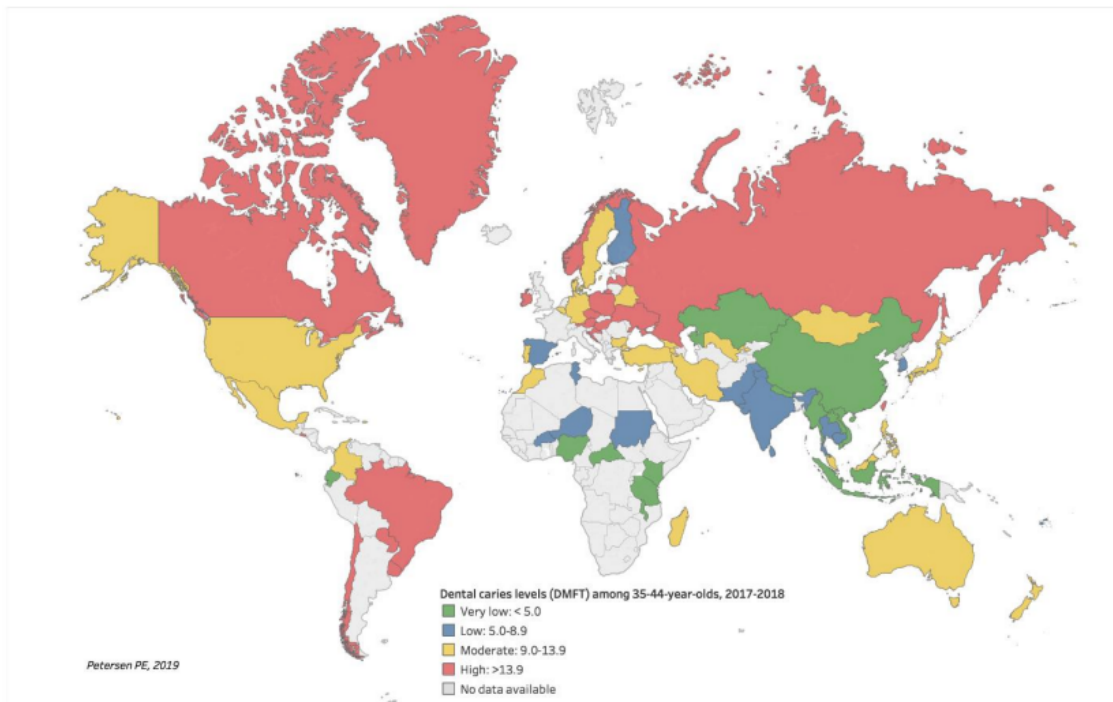 Dental caries levels (DMFT) among 35-44-year-olds, 2017-2018
Very low: < 5.0
Low: 5.0-8.9
Moderate: 9.0-13.9
High: >13.9
No data available
Petersen PE, 2019